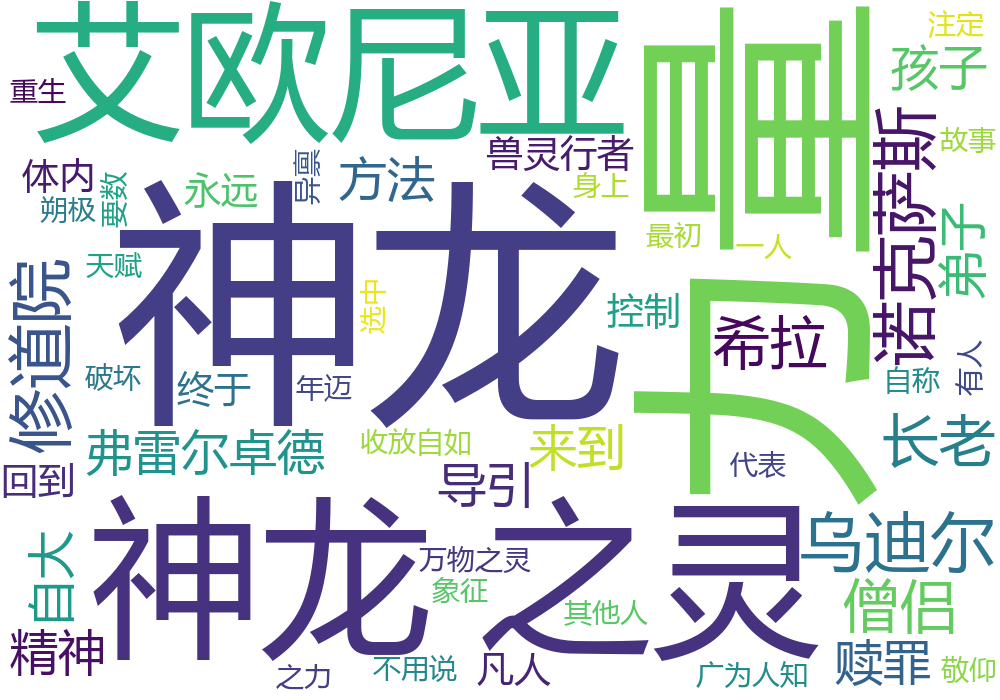 艾欧尼亚
力量
注定
孩子
重生
诺克萨斯
故事
兽灵行者
异禀
方法
体内
要数
永远
身上
朔极
神龙
弟子
最初
一人
天赋
修道院
选中
控制
希拉
有人
破坏
终于
年迈
自称
弗雷尔卓德
收放自如
来到
长老
代表
回到
导引
神龙之灵
乌迪尔
自大
万物之灵
象征
其他人
僧侣
精神
之力
不用说
凡人
广为人知
赎罪
敬仰